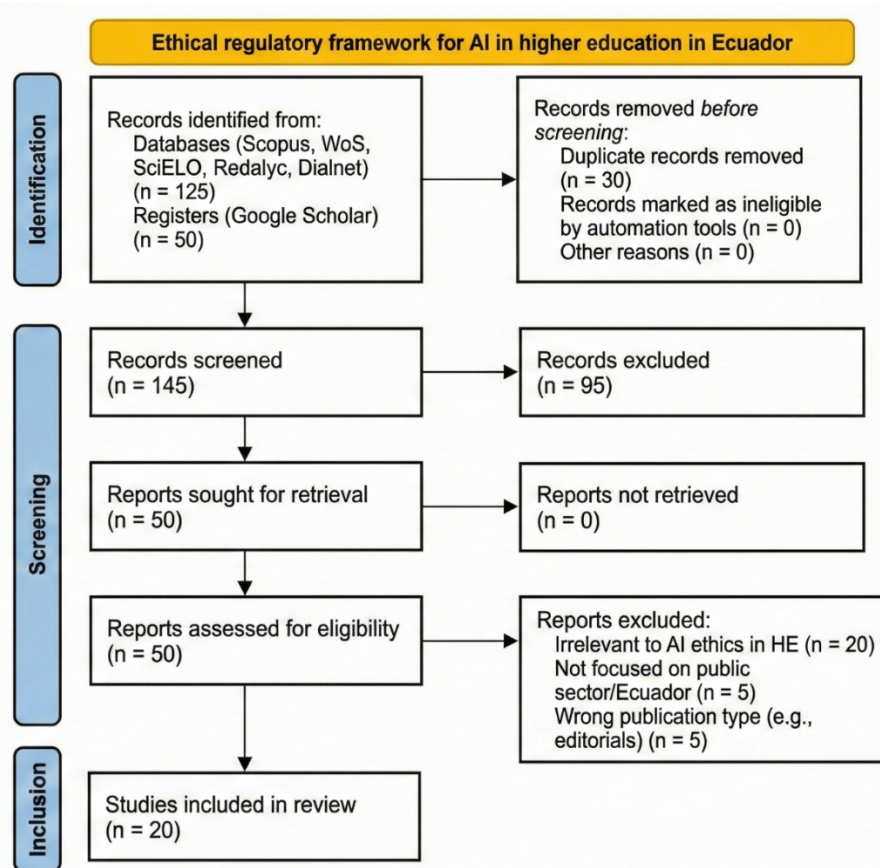 Ethical regulatory framework for AI in higher education in Ecuador
Identification
Records identified from:
Databases (Scopus, WoS,
SciELO, Redalyc, Dialnet)
(n = 125)
Registers (Google Scholar)
(n = 50)
Records removed before
screening:
Duplicate records removed
(n = 30)
Records marked as ineligible
by automation tools (n = 0)
Other reasons (n = 0)
Screening
Records screened
(n = 145)
Records excluded
(n = 95)
Reports sought for retrieval
(n = 50)
Reports not retrieved
(n = 0)
Reports assessed for eligibility
(n = 50)
Reports excluded:
Irrelevant to AI ethics in HE (n = 20)
Not focused on public
sector/Ecuador (n = 5)
Wrong publication type (e.g.,
editorials) (n = 5)
Inclusion
Studies included in review
(n = 20)